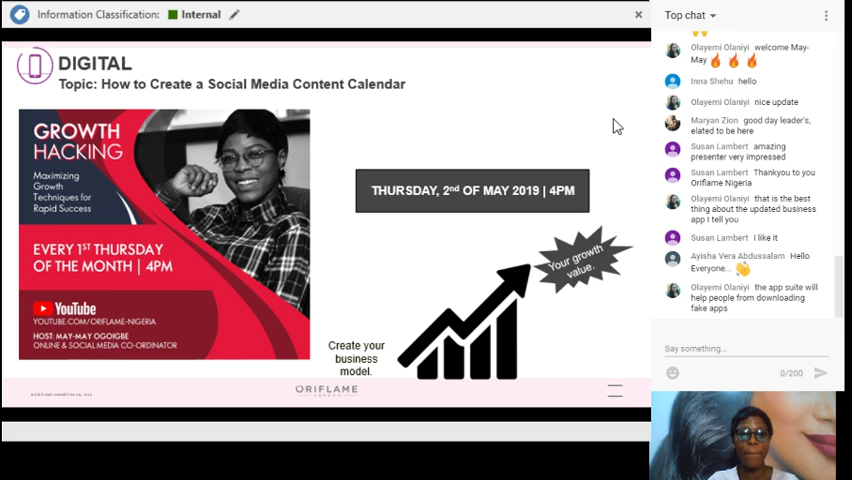 Information Classification: Internal
DIGITAL
Topic: How to Create a Social Media Content Calendar
GROWTH
HACKING
Maximizing
Growth
Techniques for
Rapid Success
EVERY 1ST THURSDAY
OF THE MONTH | 4PM
YouTube
YOUTUBE.COM/ORIFLAME-NIGERIA
HOST: MAY-MAY OGOIGBE
ONLINE & SOCIAL MEDIA CO-ORDINATOR
THURSDAY, 2nd OF MAY 2019 | 4PM
Your growth
value.
Create your
business
model.
ORIFLAME
Top chat
Olayemi Olaniyi welcome May-
May 🔥 🔥 🔥
Inna Shehu hello
Olayemi Olaniyi nice update
Maryan Zion good day leader's,
elated to be here
Susan Lambert amazing
presenter very impressed
Susan Lambert Thankyou to you
Oriflame Nigeria
Olayemi Olaniyi that is the best
thing about the updated business
app I tell you
Susan Lambert I like it
Ayisha Vera Abdussalam Hello
Everyone... 👋
Olayemi Olaniyi the app suite will
help people from downloading
fake apps
Say something...
0/200